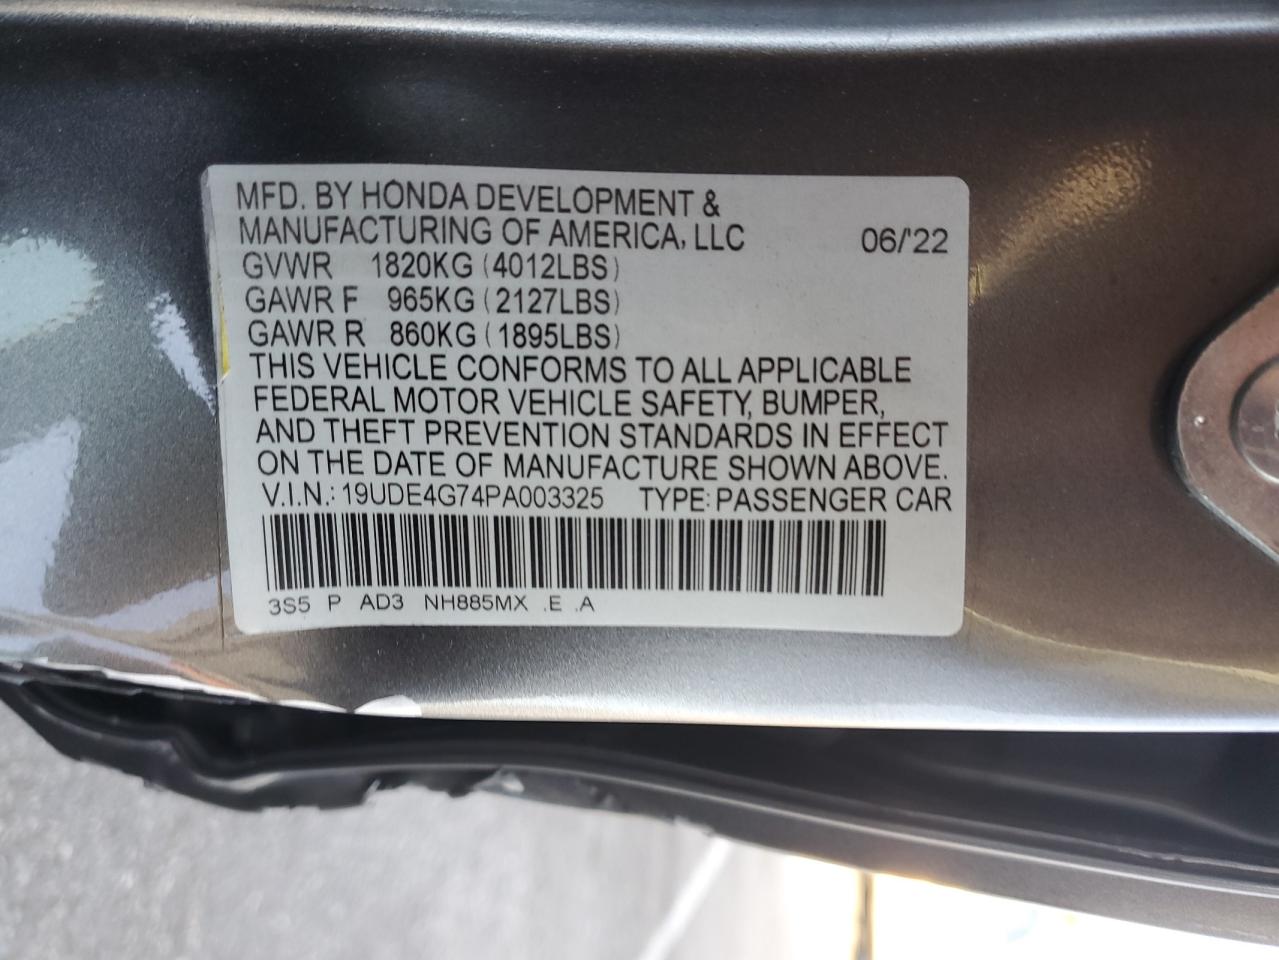 MFD. BY HONDA DEVELOPMENT &
MANUFACTURING OF AMERICA, LLC 06/'22
GVWR 1820KG (4012LBS)
GAWR F 965KG (2127LBS)
GAWR R 860KG (1895LBS)
THIS VEHICLE CONFORMS TO ALL APPLICABLE
FEDERAL MOTOR VEHICLE SAFETY, BUMPER,
AND THEFT PREVENTION STANDARDS IN EFFECT
ON THE DATE OF MANUFACTURE SHOWN ABOVE.
V.I.N.: 19UDE4G74PA003325 TYPE: PASSENGER CAR
3S5 P AD3 NH885MX .E .A